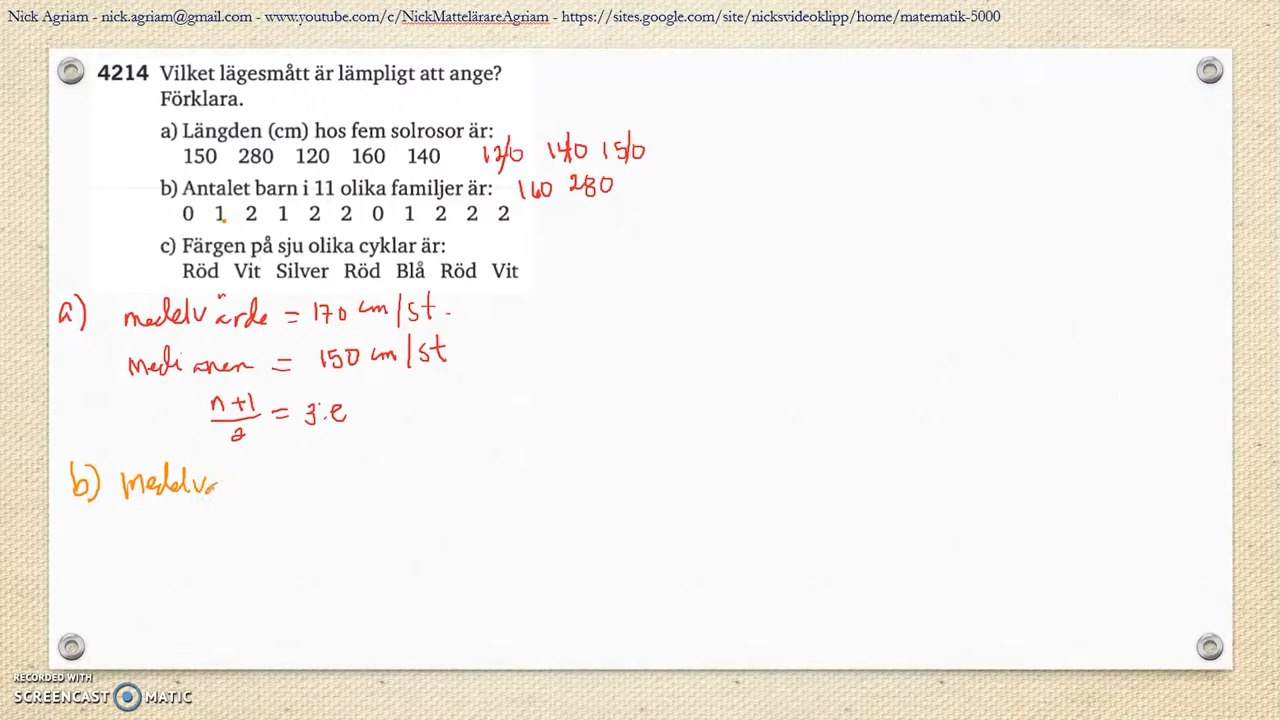 Nick Agriam - nick.agriam@gmail.com - www.youtube.com/c/NickMattelärareAgriam - https://sites.google.com/site/nicksvideoklipp/home/matematik-5000
4214 Vilket lägesmått är lämpligt att ange?
Förklara.
a) Längden (cm) hos fem solrosor är:
150 280 120 160 140
120 140 150
160 280
b) Antalet barn i 11 olika familjer är:
0 1 2 1 2 2 0 1 2 2 2
c) Färgen på sju olika cyklar är:
Röd Vit Silver Röd Blå Röd Vit
a) medelvärde = 170 cm/st.
medianen = 150 cm/st
n+1/2 = 3:e
b) medelv
RECORDED WITH
SCREENCAST MATIC